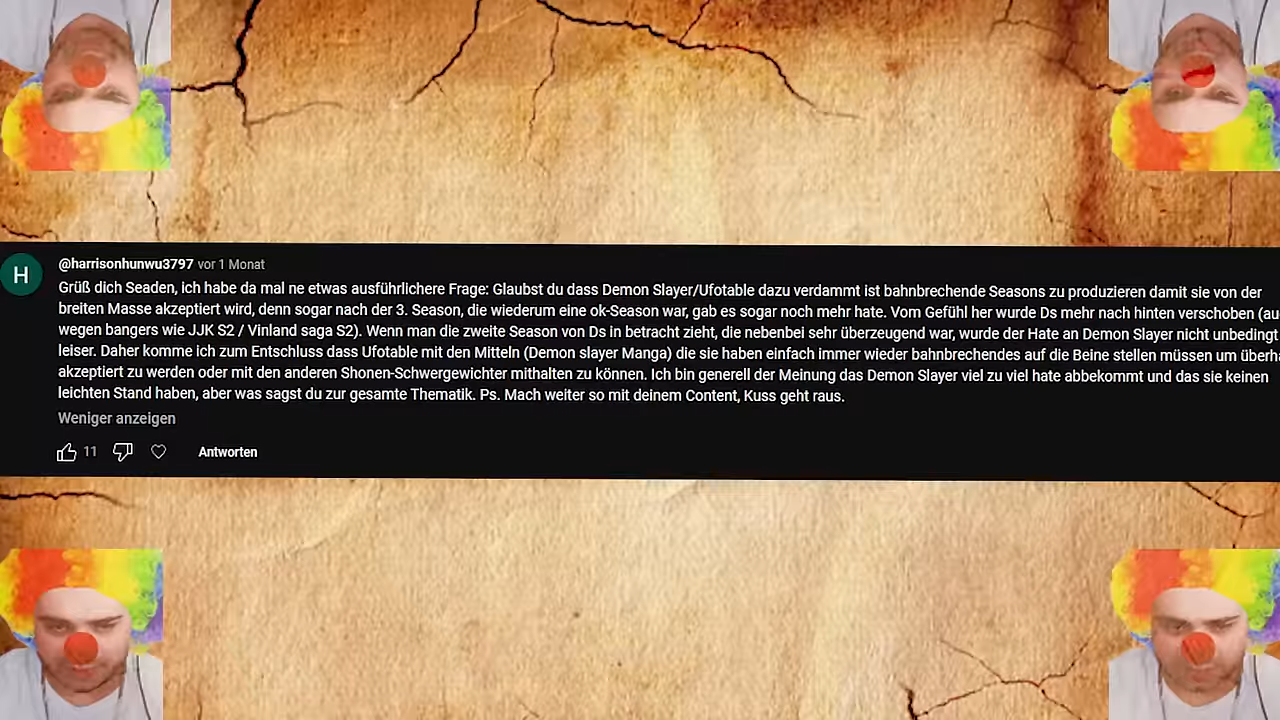 H
@harrisonhunwu3797 vor 1 Monat
Grüß dich Seaden, ich habe da mal ne etwas ausführlichere Frage: Glaubst du dass Demon Slayer/Ufotable dazu verdammt ist bahnbrechende Seasons zu produzieren damit sie von der
breiten Masse akzeptiert wird, denn sogar nach der 3. Season, die wiederum eine ok-Season war, gab es sogar noch mehr hate. Vom Gefühl her wurde Ds mehr nach hinten verschoben
wegen bangers wie JJK S2 / Vinland saga S2). Wenn man die zweite Season von Ds in betracht zieht, die nebenbei sehr überzeugend war, wurde der Hate an Demon Slayer nicht unbedingt
leiser. Daher komme ich zum Entschluss dass Ufotable mit den Mitteln (Demon slayer Manga) die sie haben einfach immer wieder bahnbrechendes auf die Beine stellen müssen um
akzeptiert zu werden oder mit den anderen Shonen-Schwergewichter mithalten zu können. Ich bin generell der Meinung das Demon Slayer viel zu viel hate abbekommt und das sie keinen
leichten Stand haben, aber was sagst du zur gesamte Thematik. Ps. Mach weiter so mit deinem Content, Kuss geht raus.
Weniger anzeigen
11 Antworten